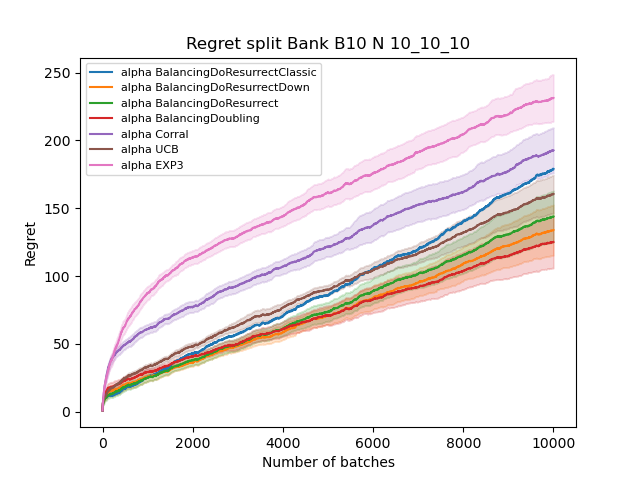 Regret split Bank B10 N 10_10_10
alpha BalancingDoResurrectClassic
alpha BalancingDoResurrectDown
alpha BalancingDoResurrect
alpha BalancingDoubling
alpha Corral
alpha UCB
alpha EXP3
250
200
150
100
50
0
Regret
0 2000 4000 6000 8000 10000
Number of batches